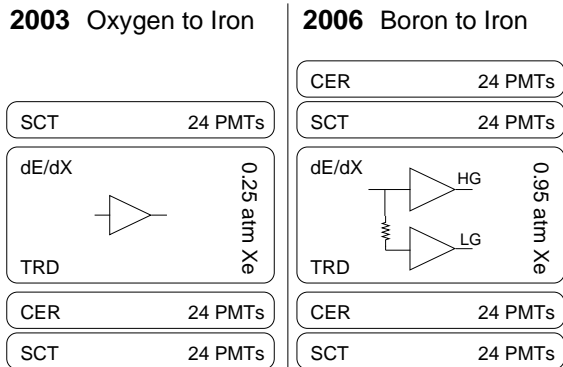 2003 Oxygen to Iron
SCT 24 PMTs
dE/dX
0.25 atm Xe
TRD
CER 24 PMTs
SCT 24 PMTs
2006 Boron to Iron
CER 24 PMTs
SCT 24 PMTs
dE/dX
HG
LG
0.95 atm Xe
TRD
CER 24 PMTs
SCT 24 PMTs